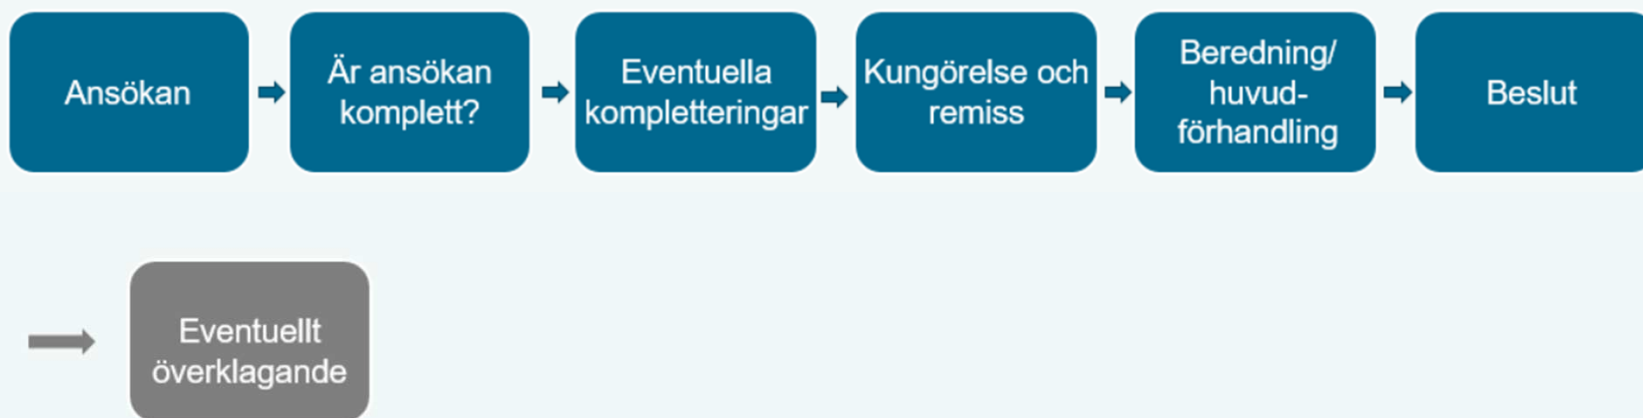 Ansökan
Är ansökan
komplett?
Eventuella
kompletteringar
Kungörelse och
remiss
Beredning/
huvud-
förhandling
Beslut
Eventuellt
överklagande